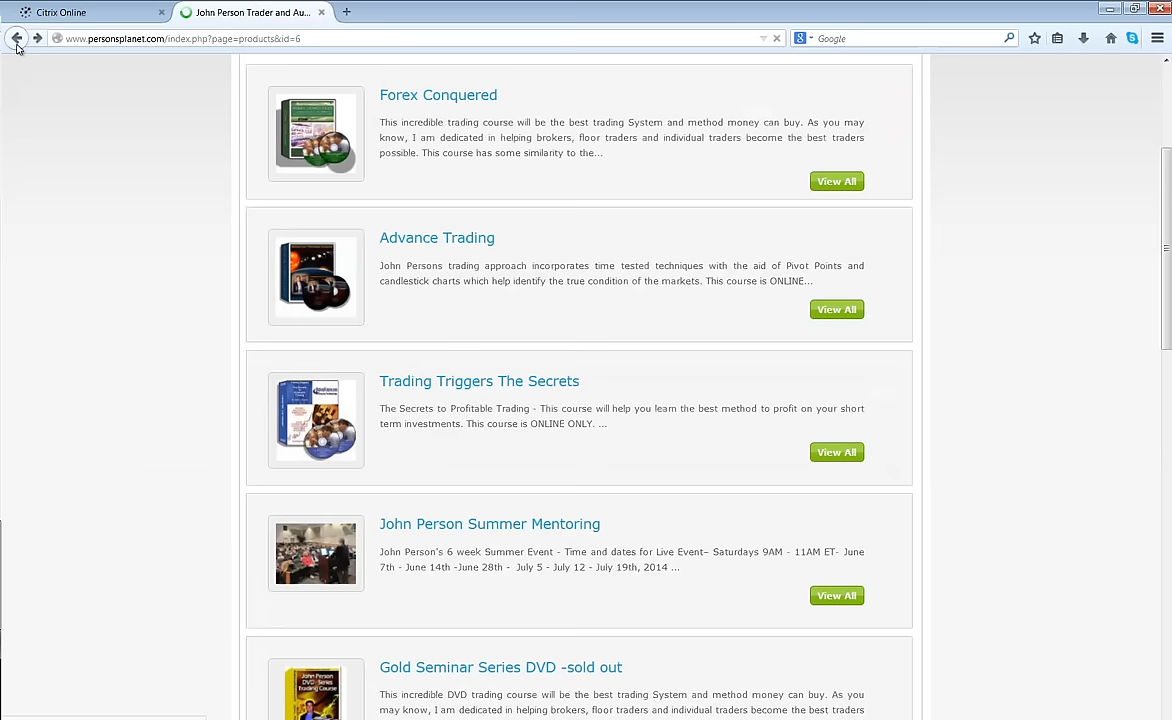 Citrix Online
John Person Trader and Au...
www.personsplanet.com/index.php?page=products&id=6
Google
Forex Conquered
This incredible trading course will be the best trading System and method money can buy. As you may
know, I am dedicated in helping brokers, floor traders and individual traders become the best traders
possible. This course has some similarity to the...
View All
Advance Trading
John Persons trading approach incorporates time tested techniques with the aid of Pivot Points and
candlestick charts which help identify the true condition of the markets. This course is ONLINE...
View All
Trading Triggers The Secrets
The Secrets to Profitable Trading - This course will help you learn the best method to profit on your short
term investments. This course is ONLINE ONLY. ...
View All
John Person Summer Mentoring
John Person's 6 week Summer Event - Time and dates for Live Event– Saturdays 9AM - 11AM ET- June
7th - June 14th -June 28th - July 5 - July 12 - July 19th, 2014 ...
View All
Gold Seminar Series DVD -sold out
John Person
DVD -Series
Trading Course
This incredible DVD trading course will be the best trading System and method money can buy. As you
may know, I am dedicated in helping brokers, floor traders and individual traders become the best traders